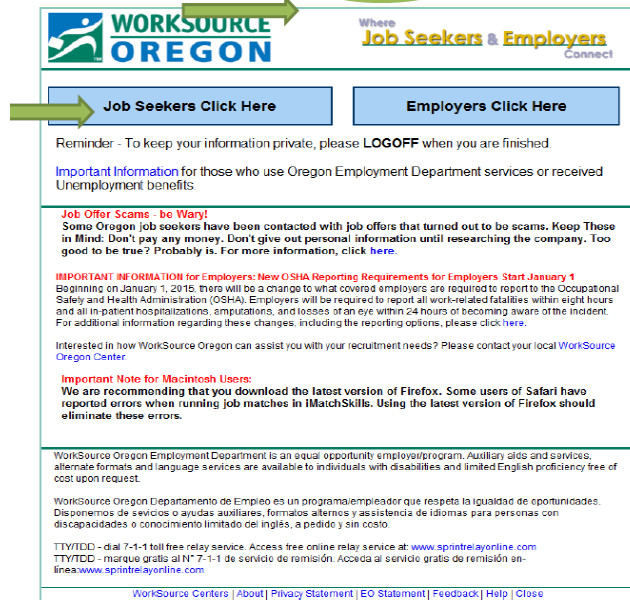 WORKSOURCE
OREGON
Where
Job Seekers & Employers
Connect
Job Seekers Click Here
Employers Click Here
Reminder - To keep your information private, please LOGOFF when you are finished.
Important Information for those who use Oregon Employment Department services or received
Unemployment benefits.
Job Offer Scams - be Wary!
Some Oregon job seekers have been contacted with job offers that turned out to be scams. Keep These
in Mind: Don't pay any money. Don't give out personal information until researching the company. Too
good to be true? Probably is. For more information, click here.
IMPORTANT INFORMATION for Employers: New OSHA Reporting Requirements for Employers Start January 1
Beginning on January 1, 2015, there will be a change to what covered employers are required to report to the Occupational
Safety and Health Administration (OSHA). Employers will be required to report all work-related fatalities within eight hours
and all in-patient hospitalizations, amputations, and losses of an eye within 24 hours of becoming aware of the incident.
For additional information regarding these changes, including the reporting options, please click here.
Interested in how WorkSource Oregon can assist you with your recruitment needs? Please contact your local WorkSource
Oregon Center.
Important Note for Macintosh Users:
We are recommending that you download the latest version of Firefox. Some users of Safari have
reported errors when running job matches in iMatchSkills. Using the latest version of Firefox should
eliminate these errors.
WorkSource Oregon Employment Department is an equal opportunity employer/program. Auxiliary aids and services,
alternate formats and language services are available to individuals with disabilities and limited English proficiency free of
cost upon request.
WorkSource Oregon Departamento de Empleo es un programa/empleador que respeta la igualdad de oportunidades.
Disponemos de sevicios o ayudas auxiliares, formatos alternos y assistencia de idiomas para personas con
discapacidades o conocimiento limitado del inglés, a pedido y sin costo.
TTY/TDD - dial 7-1-1 toll free relay service. Access free online relay service at: www.sprintrelayonline.com
TTY/TDD - marque gratis al N° 7-1-1 de servicio de remisión. Acceda al servicio gratis de remisión en-
línea:www.sprintrelayonline.com
WorkSource Centers | About | Privacy Statement | EO Statement | Feedback | Help | Close